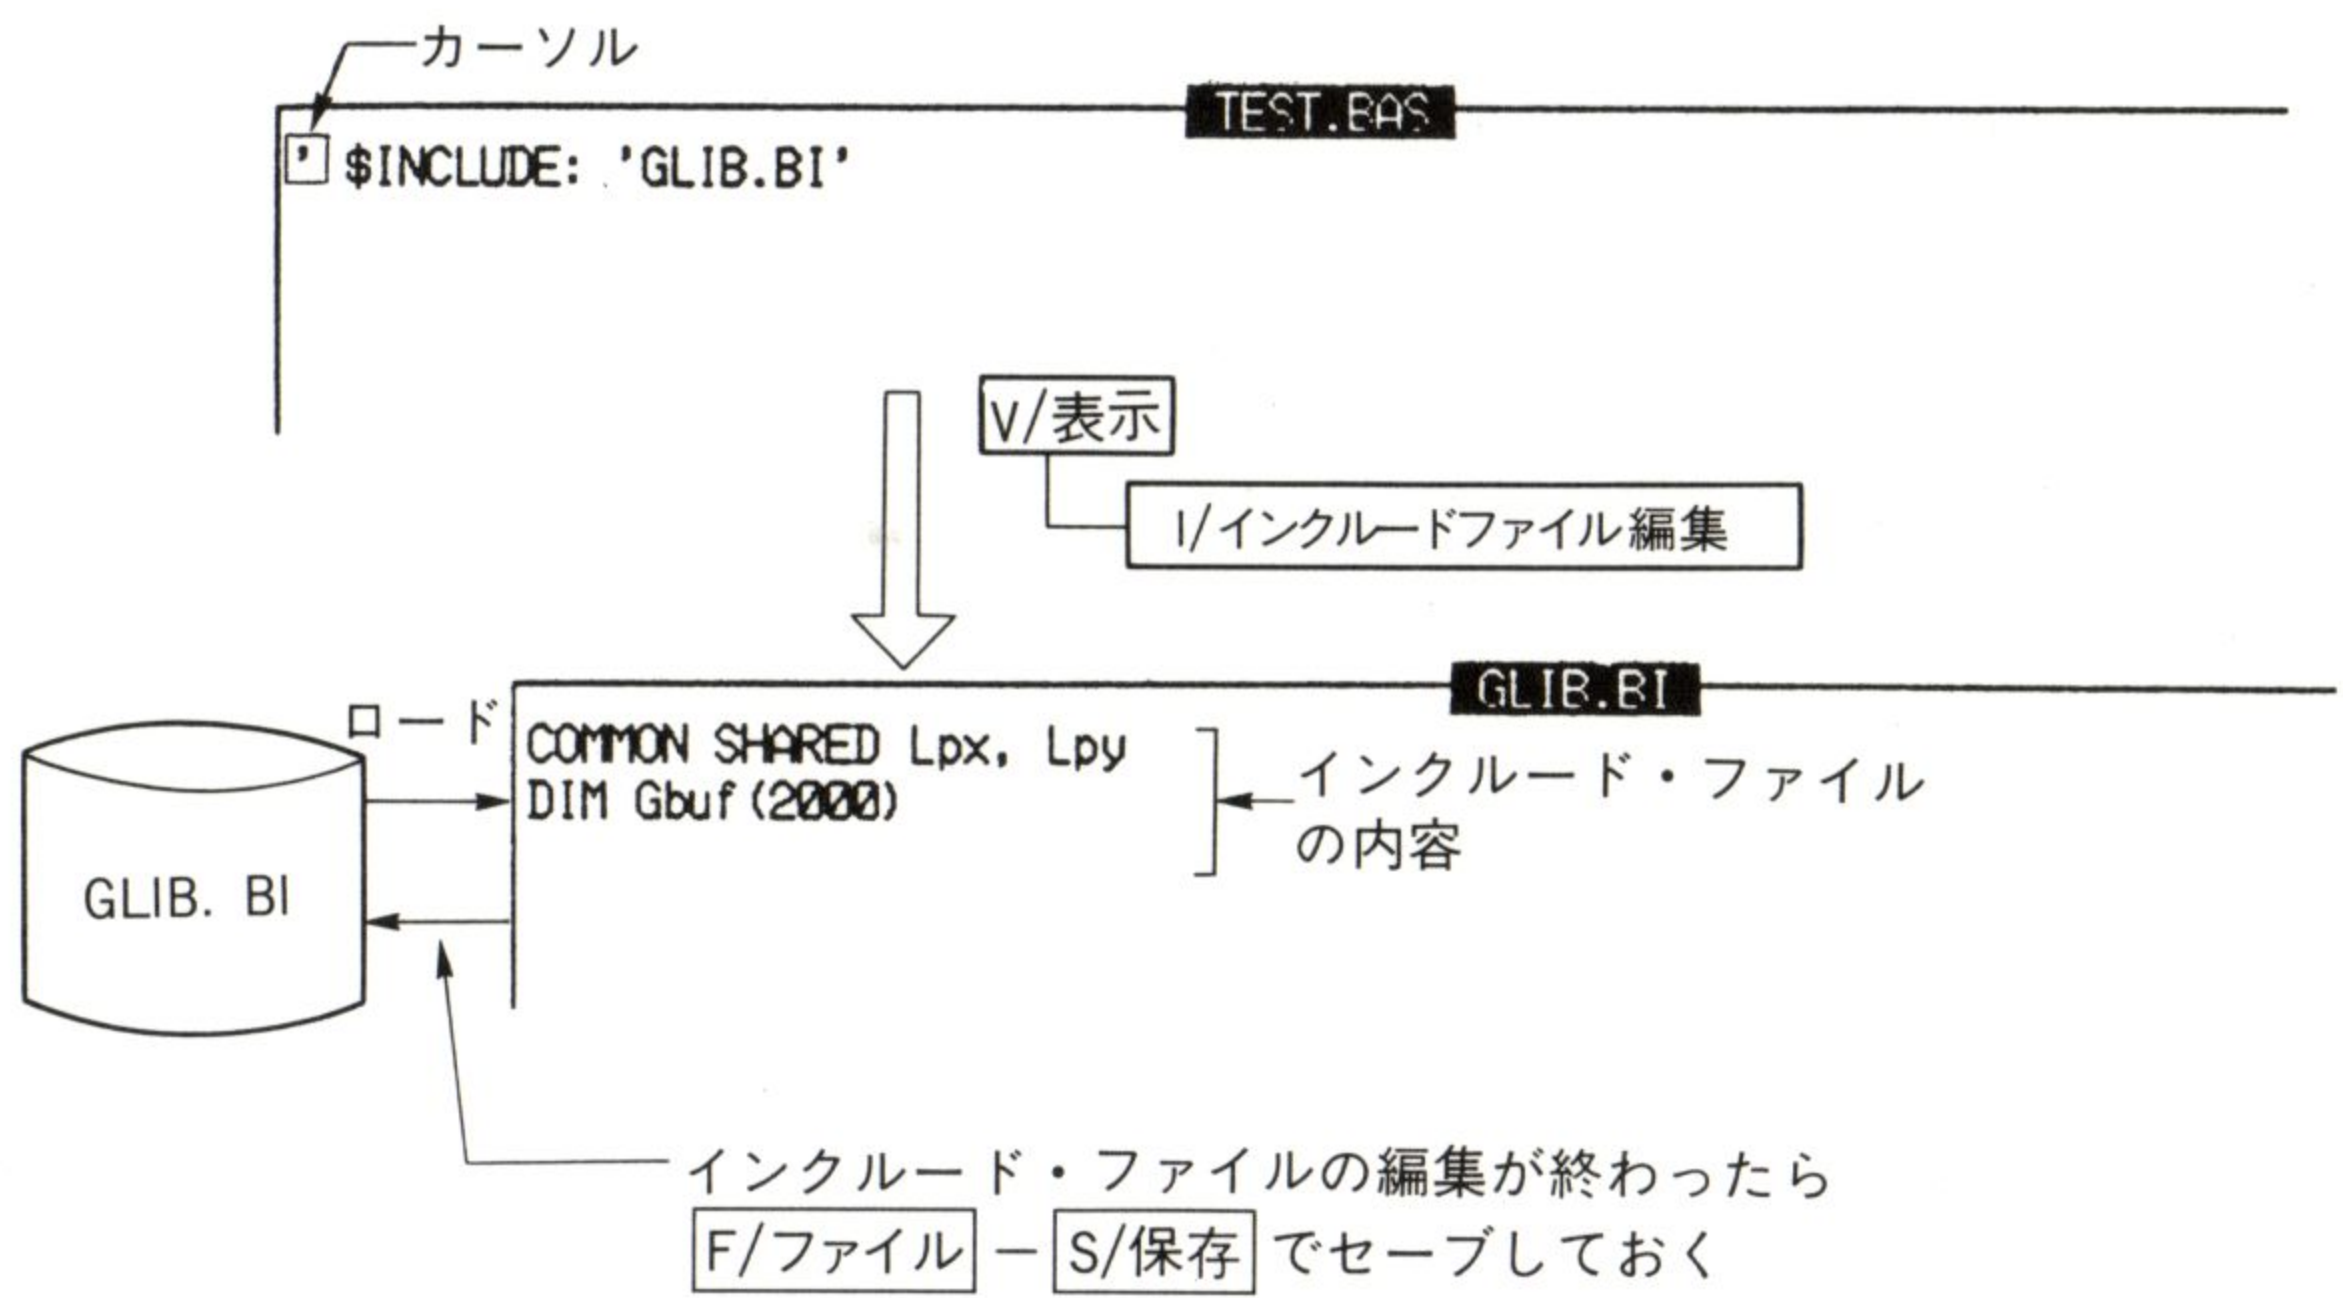 カーソル
TEST.BAS
' $INCLUDE: 'GLIB.BI'
V/表示
I/インクルードファイル編集
GLIB.BI
ロード
COMMON SHARED Lpx, Lpy
DIM Gbuf(2000)
インクルード・ファイル
の内容
GLIB. BI
インクルード・ファイルの編集が終わったら
F/ファイル － S/保存 でセーブしておく